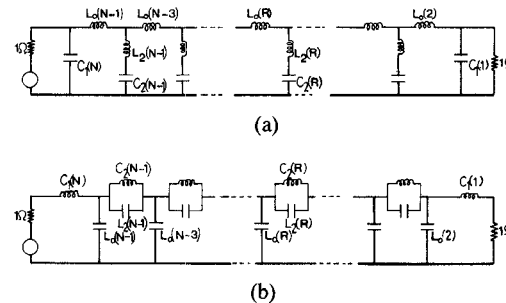 L₀(N-1) L₀(N-3) L₀(R) L₀(2)
1Ω C₁(N) L₂(N-1) L₂(R) C₁(1) 1Ω
C₂(N-1) C₂(R)
(a)
C₁(N) C₂(N-1) C₂(R) C₁(1)
1Ω L₂(N-1) L₂(R) 1Ω
L₀(N-1) L₀(N-3) L₀(R) L₀(2)
(b)